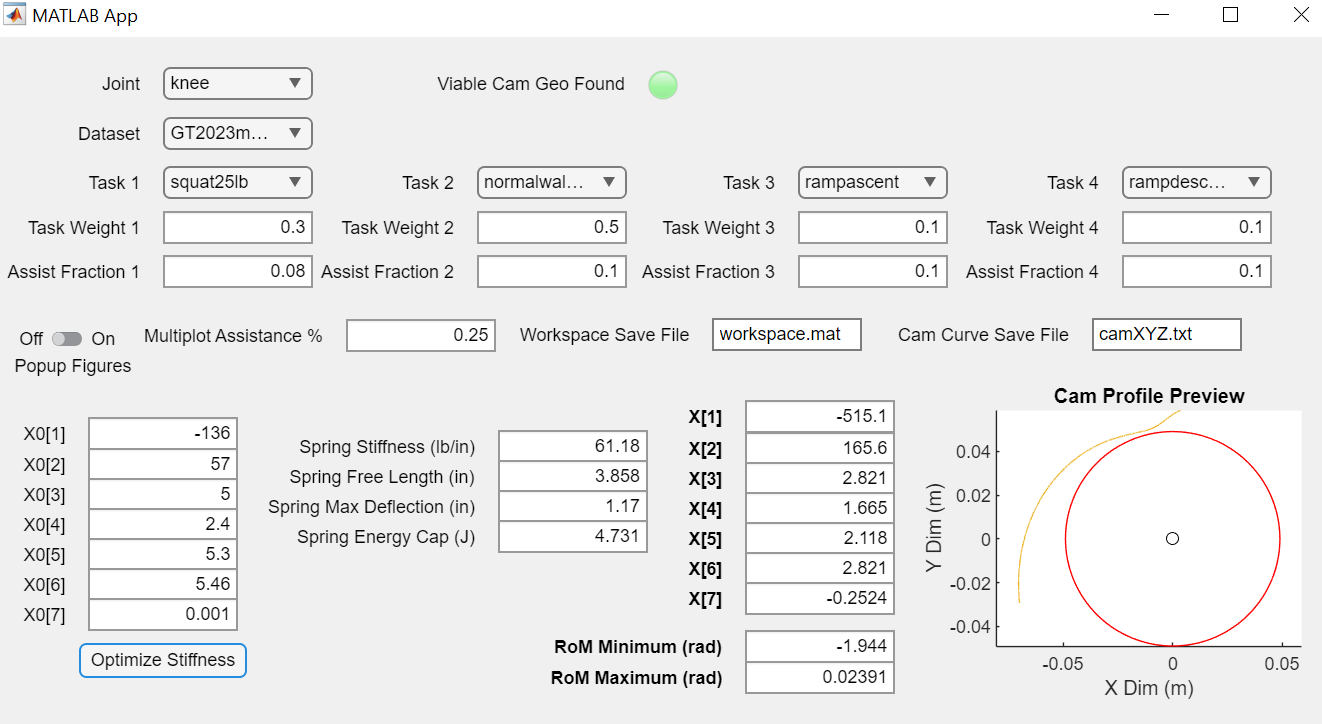 MATLAB App
Joint knee Viable Cam Geo Found
Dataset GT2023m...
Task 1 squat25lb Task 2 normalwal... Task 3 rampascent Task 4 rampdesc...
Task Weight 1 0.3 Task Weight 2 0.5 Task Weight 3 0.1 Task Weight 4 0.1
Assist Fraction 1 0.08 Assist Fraction 2 0.1 Assist Fraction 3 0.1 Assist Fraction 4 0.1
Off On Multiplot Assistance % 0.25 Workspace Save File workspace.mat Cam Curve Save File camXYZ.txt
Popup Figures
X0[1] -136
X0[2] 57
X0[3] 5
X0[4] 2.4
X0[5] 5.3
X0[6] 5.46
X0[7] 0.001
Optimize Stiffness
Spring Stiffness (lb/in) 61.18
Spring Free Length (in) 3.858
Spring Max Deflection (in) 1.17
Spring Energy Cap (J) 4.731
X[1] -515.1
X[2] 165.6
X[3] 2.821
X[4] 1.665
X[5] 2.118
X[6] 2.821
X[7] -0.2524
RoM Minimum (rad) -1.944
RoM Maximum (rad) 0.02391
Cam Profile Preview
Y Dim (m)
0.04
0.02
0
-0.02
-0.04
-0.05 0 0.05
X Dim (m)